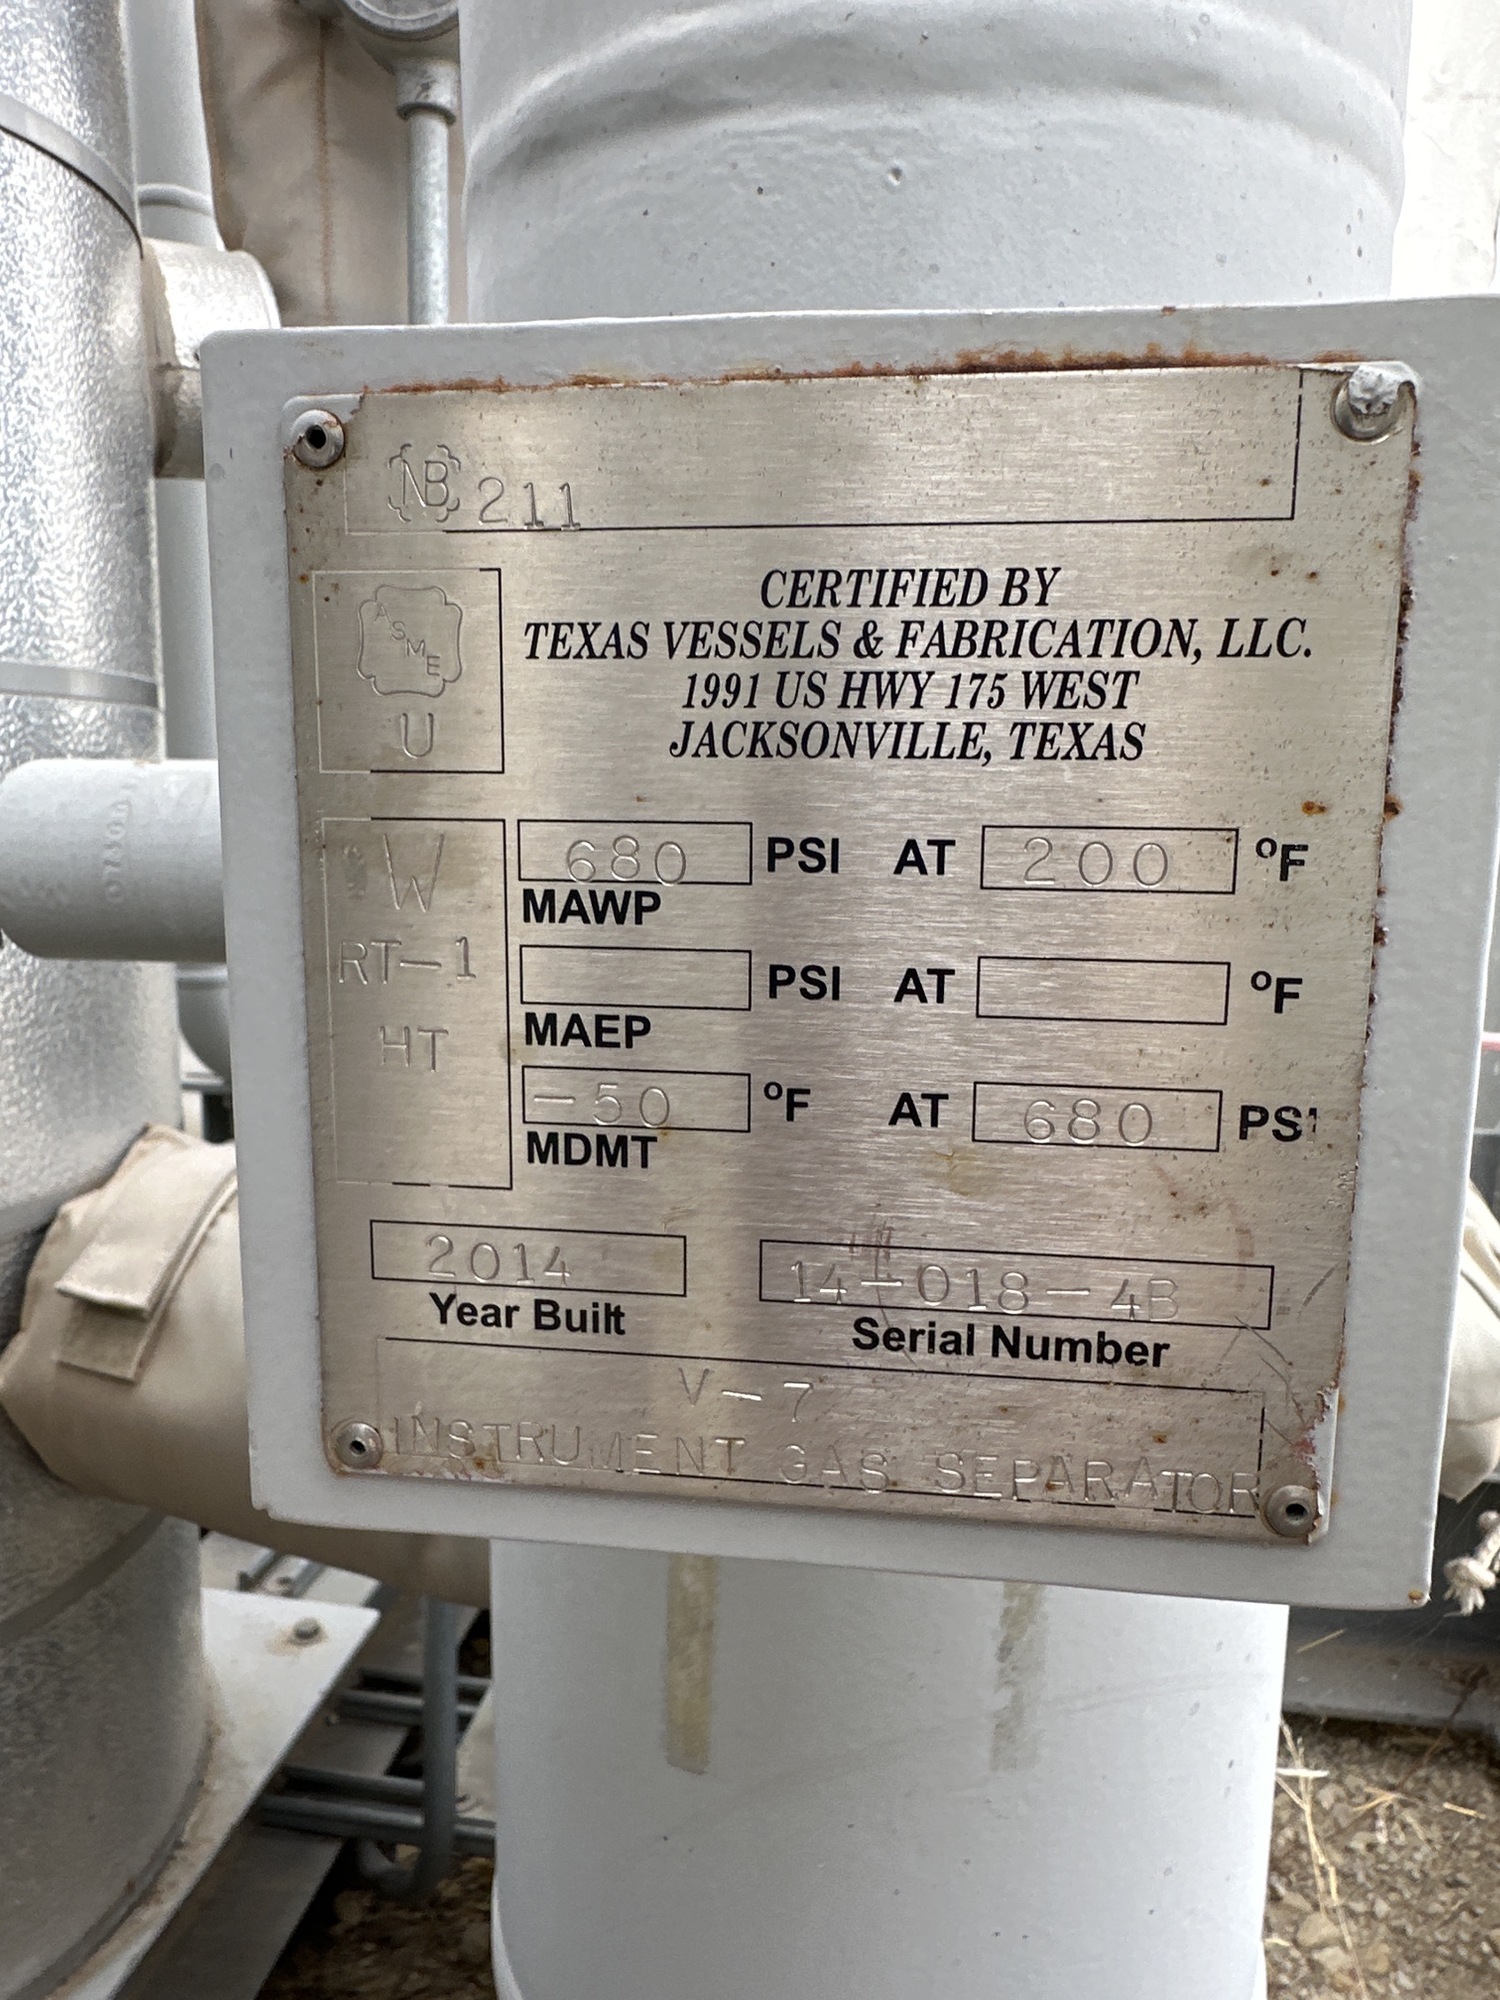 NB 211
CERTIFIED BY
TEXAS VESSELS & FABRICATION, LLC.
1991 US HWY 175 WEST
JACKSONVILLE, TEXAS
ASME
U
W
RT-1
HT
680 PSI AT 200 °F
MAWP
PSI AT °F
MAEP
-50 °F AT 680 PSI
MDMT
2014
Year Built
14-018-4B
Serial Number
V-7
INSTRUMENT GAS SEPARATOR